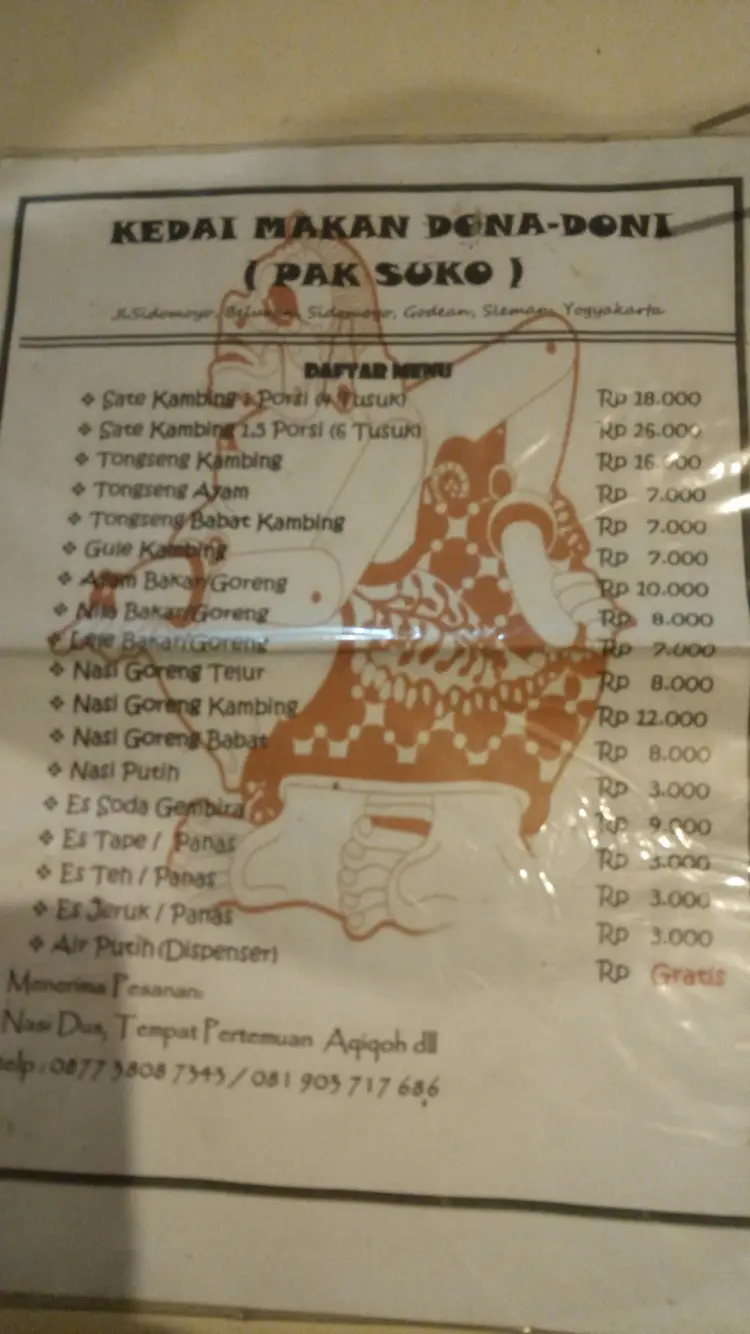 KEDAI MAKAN DONA-DONI
( PAK SUKO )
Jl.Sidomoyo, Sidomoyo, Godean, Sleman, Yogyakarta
DAFTAR MENU
❖ Sate Kambing 1 Porsi (4 Tusuk) Rp 18.000
❖ Sate Kambing 1.5 Porsi (6 Tusuk) Rp 26.000
❖ Tongseng Kambing Rp 16.000
❖ Tongseng Ayam Rp 7.000
❖ Tongseng Babat Kambing Rp 7.000
❖ Gule Kambing Rp 7.000
❖ Ayam Bakar/Goreng Rp 10.000
❖ Nila Bakar/Goreng Rp 8.000
❖ Lele Bakar/Goreng Rp 7.000
❖ Nasi Goreng Telur Rp 8.000
❖ Nasi Goreng Kambing Rp 12.000
❖ Nasi Goreng Babat Rp 8.000
❖ Nasi Putih Rp 3.000
❖ Es Soda Gembira Rp 9.000
❖ Es Tape / Panas Rp 3.000
❖ Es Teh / Panas Rp 3.000
❖ Es Jeruk / Panas Rp 3.000
❖ Air Putih (Dispenser) Rp Gratis
Menerima Pesanan:
Nasi Dus, Tempat Pertemuan Aqiqoh dll
elp : 0877 3808 7343 / 081 903 717 686